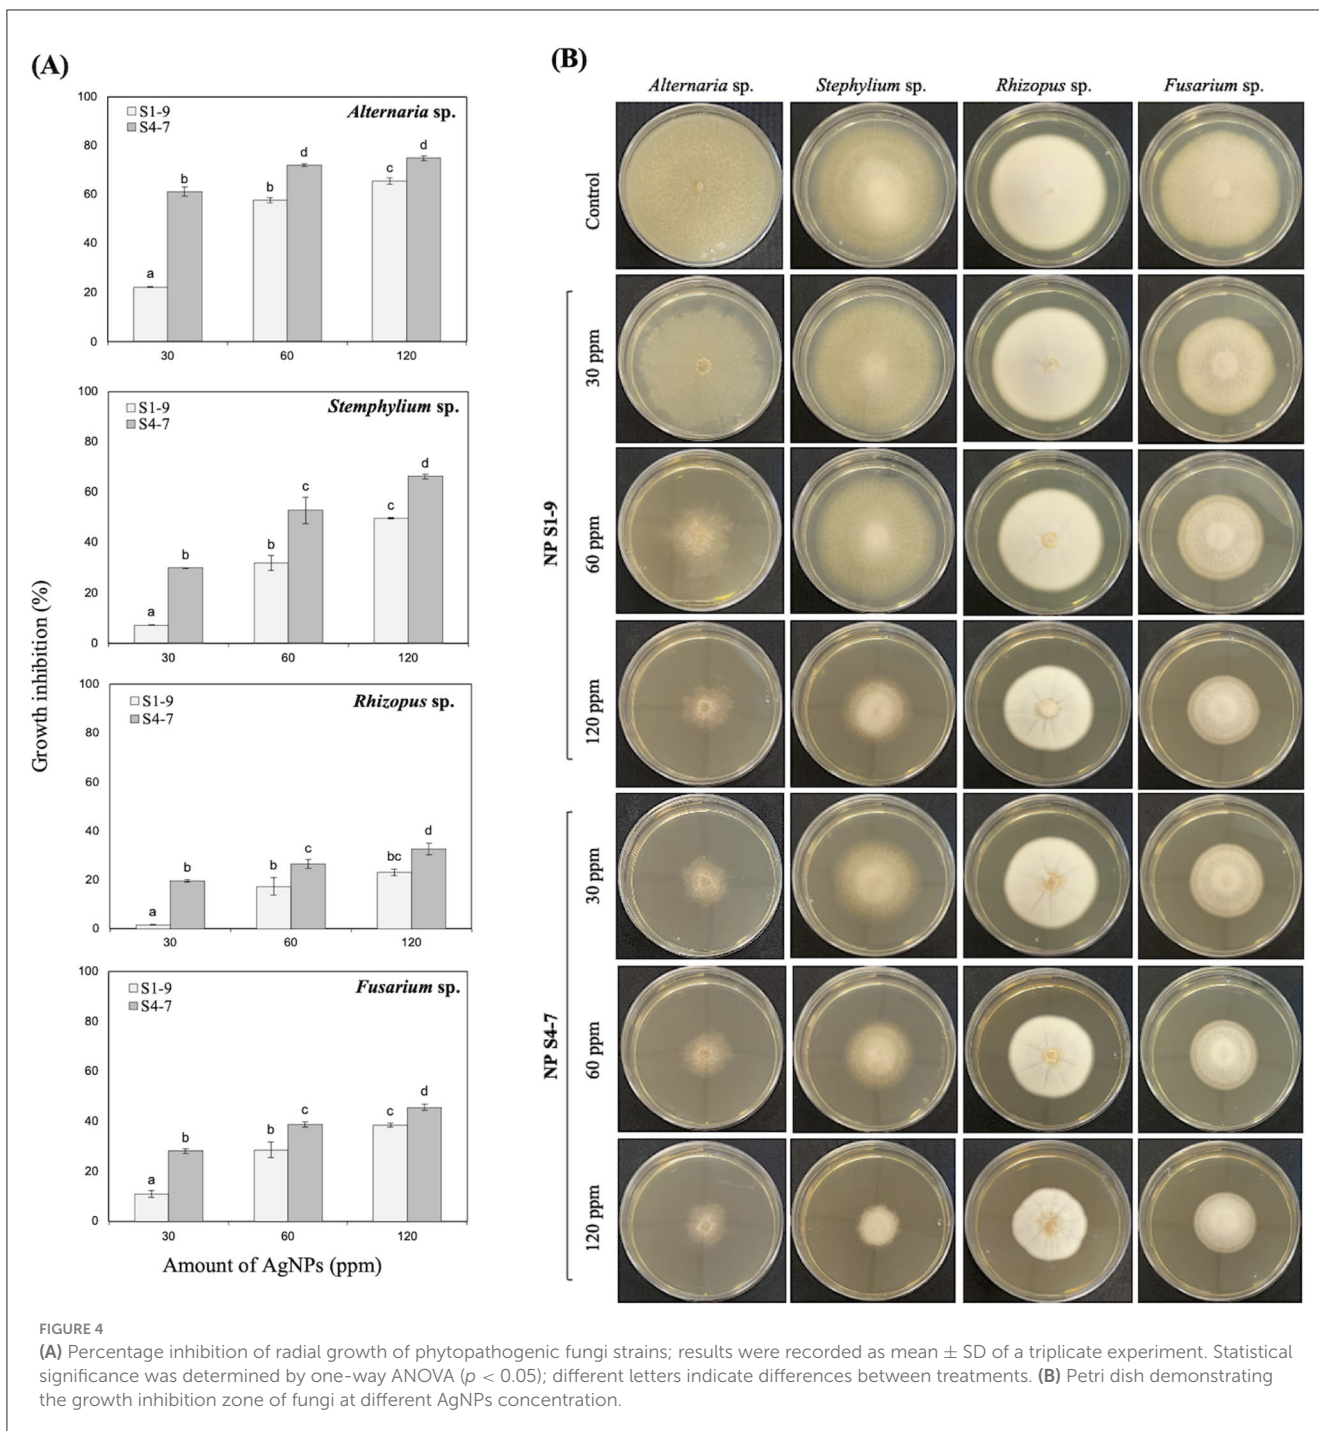 (A)
100
80
60
40
20
0
S1-9
S4-7
Alternaria sp.
a
b
b
d
c
d
30
60
120
100
80
60
40
20
0
S1-9
S4-7
Stemphylium sp.
a
b
b
c
c
d
30
60
120
100
80
60
40
20
0
S1-9
S4-7
Rhizopus sp.
a
b
b
c
bc
d
30
60
120
100
80
60
40
20
0
S1-9
S4-7
Fusarium sp.
a
b
b
c
c
d
30
60
120
Growth inhibition (%)
Amount of AgNPs (ppm)
(B)
Alternaria sp.
Stephylium sp.
Rhizopus sp.
Fusarium sp.
Control
NP S1-9
30 ppm
60 ppm
120 ppm
NP S4-7
30 ppm
60 ppm
120 ppm
FIGURE 4
(A) Percentage inhibition of radial growth of phytopathogenic fungi strains; results were recorded as mean ± SD of a triplicate experiment. Statistical
significance was determined by one-way ANOVA (p < 0.05); different letters indicate differences between treatments. (B) Petri dish demonstrating
the growth inhibition zone of fungi at different AgNPs concentration.